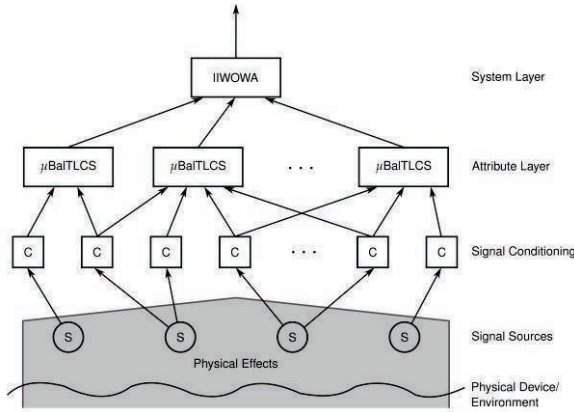 IIWOWA
System Layer
μBalTLCS μBalTLCS . . . μBalTLCS
Attribute Layer
C C C C . . . C C
Signal Conditioning
S S S S
Signal Sources
Physical Effects
Physical Device/
Environment